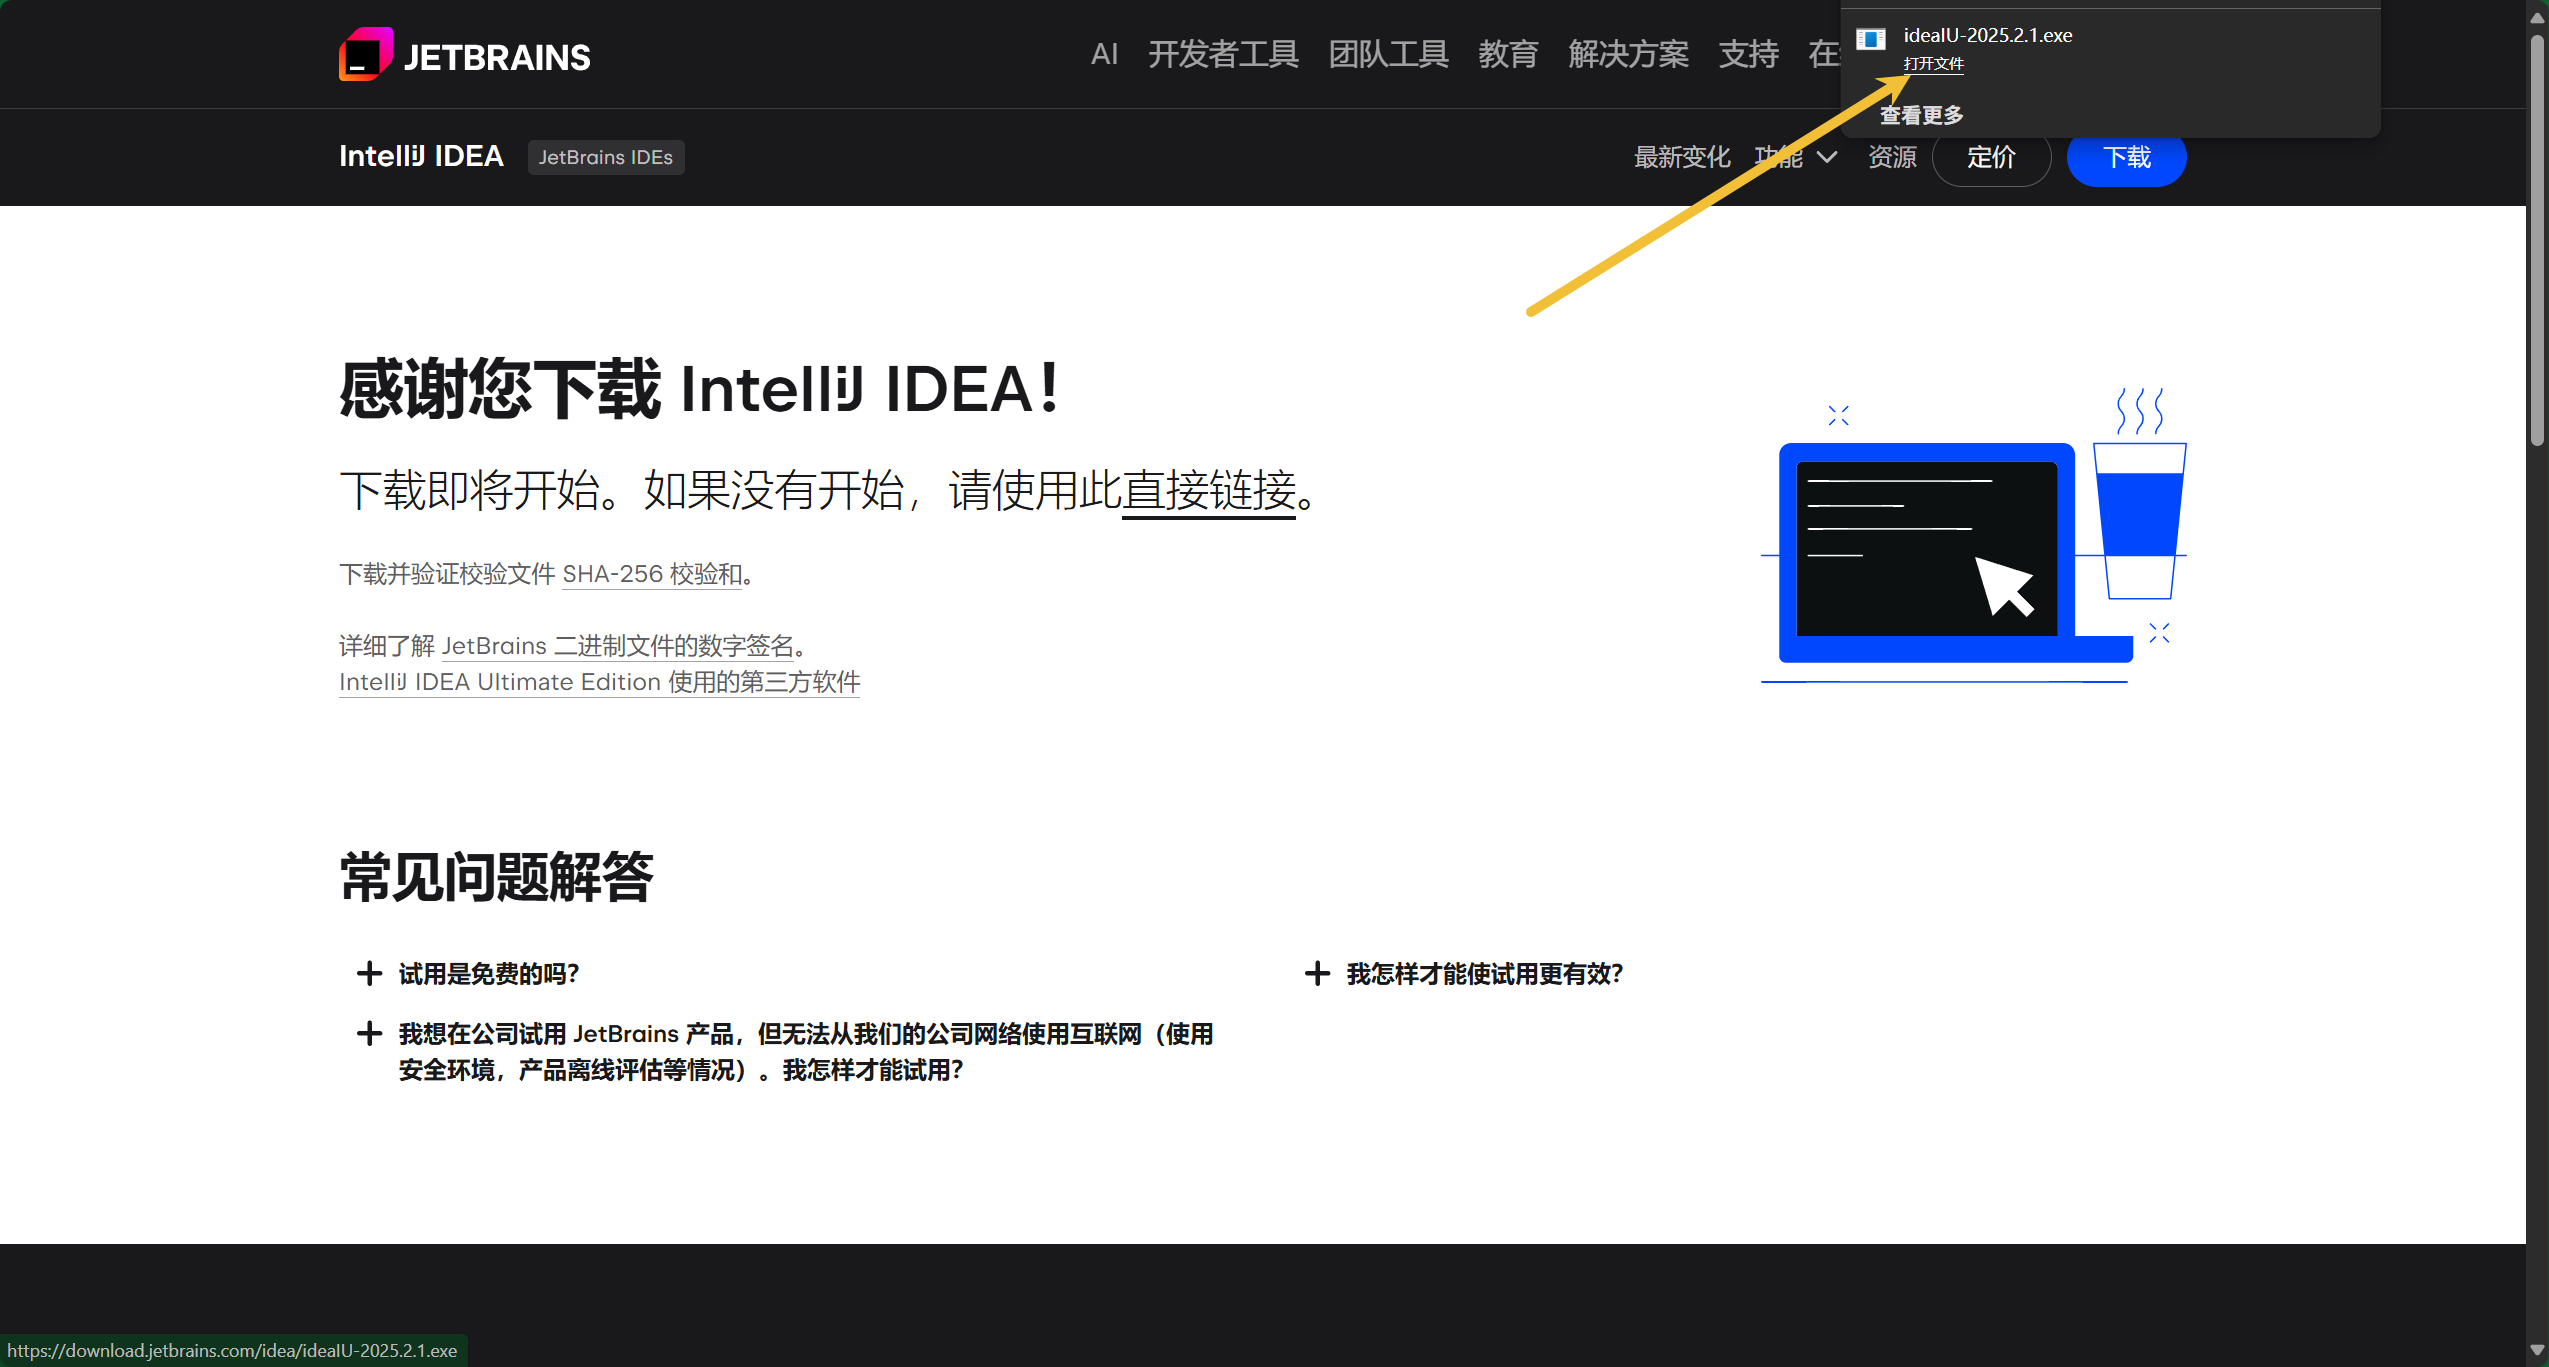 JETBRAINS
AI 开发者工具 团队工具 教育 解决方案 支持
ideaIU-2025.2.1.exe
打开文件
查看更多
IntelliJ IDEA JetBrains IDEs
最新变化 功能 资源 定价 下载
感谢您下载 IntelliJ IDEA!
下载即将开始。如果没有开始，请使用此直接链接。
下载并验证校验文件 SHA-256 校验和。
详细了解 JetBrains 二进制文件的数字签名。
IntelliJ IDEA Ultimate Edition 使用的第三方软件
常见问题解答
试用是免费的吗？
我怎样才能使试用更有效？
我想在公司试用 JetBrains 产品，但无法从我们的公司网络使用互联网（使用
安全环境，产品离线评估等情况）。我怎样才能试用？
https://download.jetbrains.com/idea/ideaIU-2025.2.1.exe